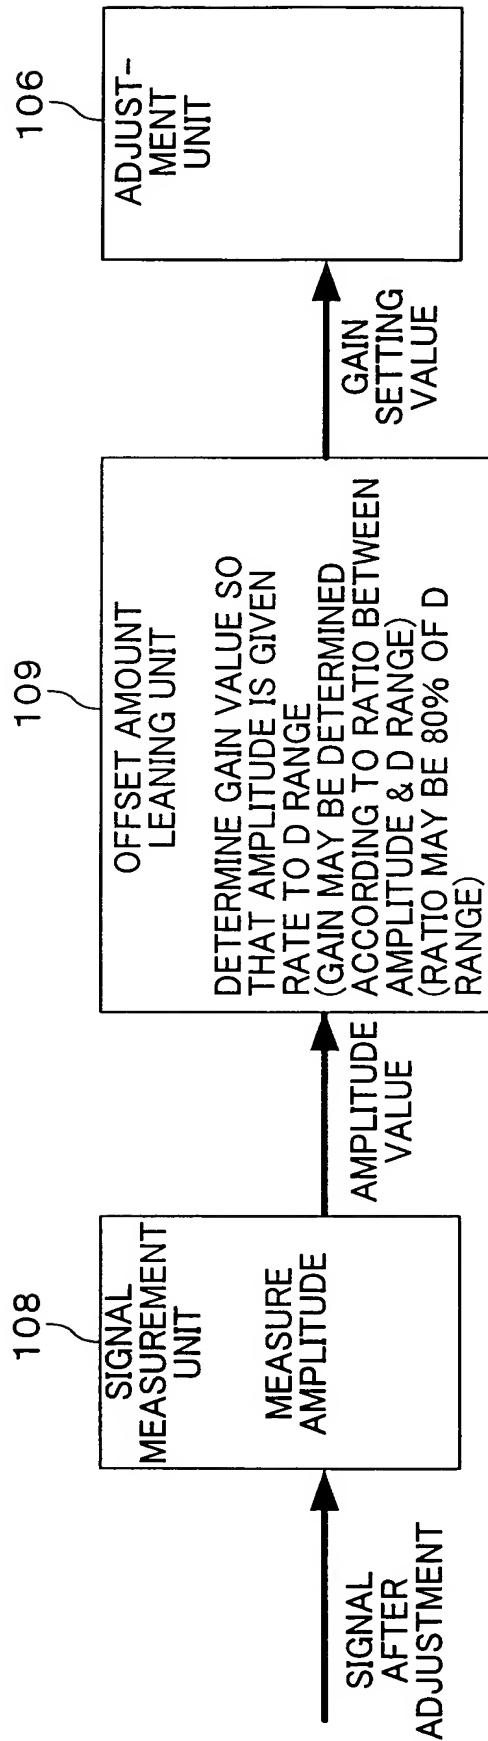 SIGNAL
AFTER
ADJUSTMENT
108
SIGNAL
MEASUREMENT
UNIT
MEASURE
AMPLITUDE
AMPLITUDE
VALUE
109
OFFSET AMOUNT
LEANING UNIT
DETERMINE GAIN VALUE SO
THAT AMPLITUDE IS GIVEN
RATE TO D RANGE
(GAIN MAY BE DETERMINED
ACCORDING TO RATIO BETWEEN
AMPLITUDE & D RANGE)
(RATIO MAY BE 80% OF D
RANGE)
GAIN
SETTING
VALUE
106
ADJUST-
MENT
UNIT